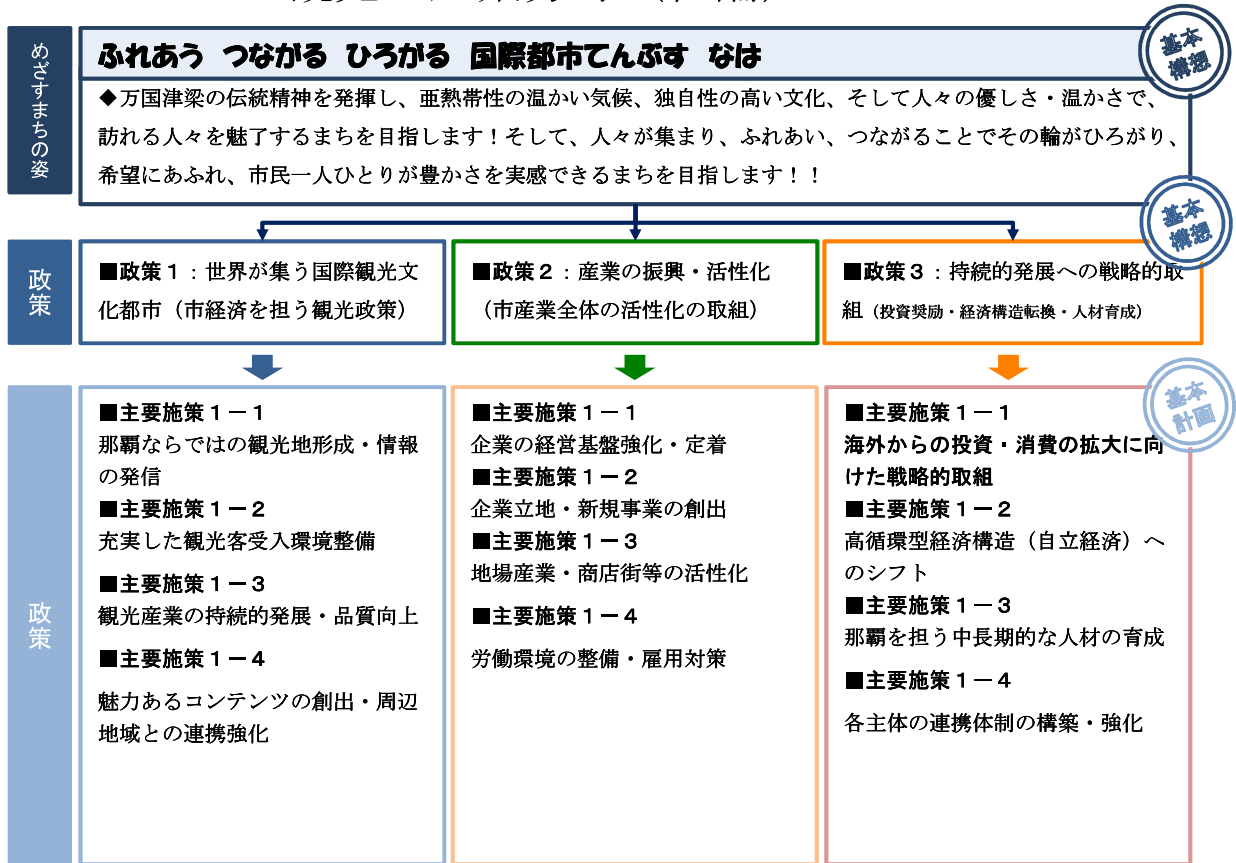 めざすまちの姿
ふれあう つながる ひろがる 国際都市てんぶす なは
基本
構想
◆万国津梁の伝統精神を発揮し、亜熱帯性の温かい気候、独自性の高い文化、そして人々の優しさ・温かさで、
訪れる人々を魅了するまちを目指します！そして、人々が集まり、ふれあい、つながることでその輪がひろがり、
希望にあふれ、市民一人ひとりが豊かさを実感できるまちを目指します！！
基本
構想
政策
■政策１：世界が集う国際観光文
化都市（市経済を担う観光政策）
■政策２：産業の振興・活性化
（市産業全体の活性化の取組）
■政策３：持続的発展への戦略的取
組（投資奨励・経済構造転換・人材育成）
基本
計画
政策
■主要施策１－１
那覇ならではの観光地形成・情報
の発信
■主要施策１－２
充実した観光客受入環境整備
■主要施策１－３
観光産業の持続的発展・品質向上
■主要施策１－４
魅力あるコンテンツの創出・周辺
地域との連携強化
■主要施策１－１
企業の経営基盤強化・定着
■主要施策１－２
企業立地・新規事業の創出
■主要施策１－３
地場産業・商店街等の活性化
■主要施策１－４
労働環境の整備・雇用対策
■主要施策１－１
海外からの投資・消費の拡大に向
けた戦略的取組
■主要施策１－２
高循環型経済構造（自立経済）へ
のシフト
■主要施策１－３
那覇を担う中長期的な人材の育成
■主要施策１－４
各主体の連携体制の構築・強化